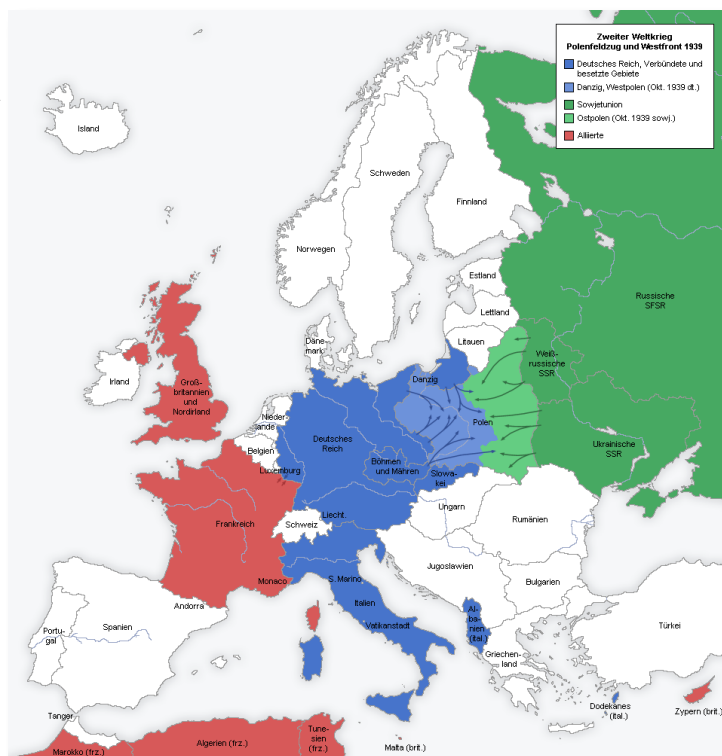 Zweiter Weltkrieg
Polenfeldzug und Westfront 1939
Deutsches Reich, Verbündete und
besetzte Gebiete
Danzig, Westpolen (Okt. 1939 dt.)
Sowjetunion
Ostpolen (Okt. 1939 sowj.)
Alliierte
Island
Schweden
Finnland
Norwegen
Estland
Russische
SFSR
Lettland
Litauen
Däne-
mark
Weiß-
russische
SSR
Irland
Groß-
britannien
und
Nordirland
Danzig
Nieder-
lande
Polen
Deutsches
Reich
Belgien
Ukrainische
SSR
Luxemburg
Böhmen
und Mähren
Slowa-
kei
Liecht.
Ungarn
Frankreich
Schweiz
Rumänien
Jugoslawien
Monaco
S. Marino
Bulgarien
Andorra
Italien
Al-
ba-
nien
(ital.)
Portu-
gal
Spanien
Vatikanstadt
Türkei
Griechen-
land
Dodekanes
(ital.)
Zypern (brit.)
Tanger
Marokko (frz.)
Algerien (frz.)
Tune-
sien
(frz.)
Malta (brit.)